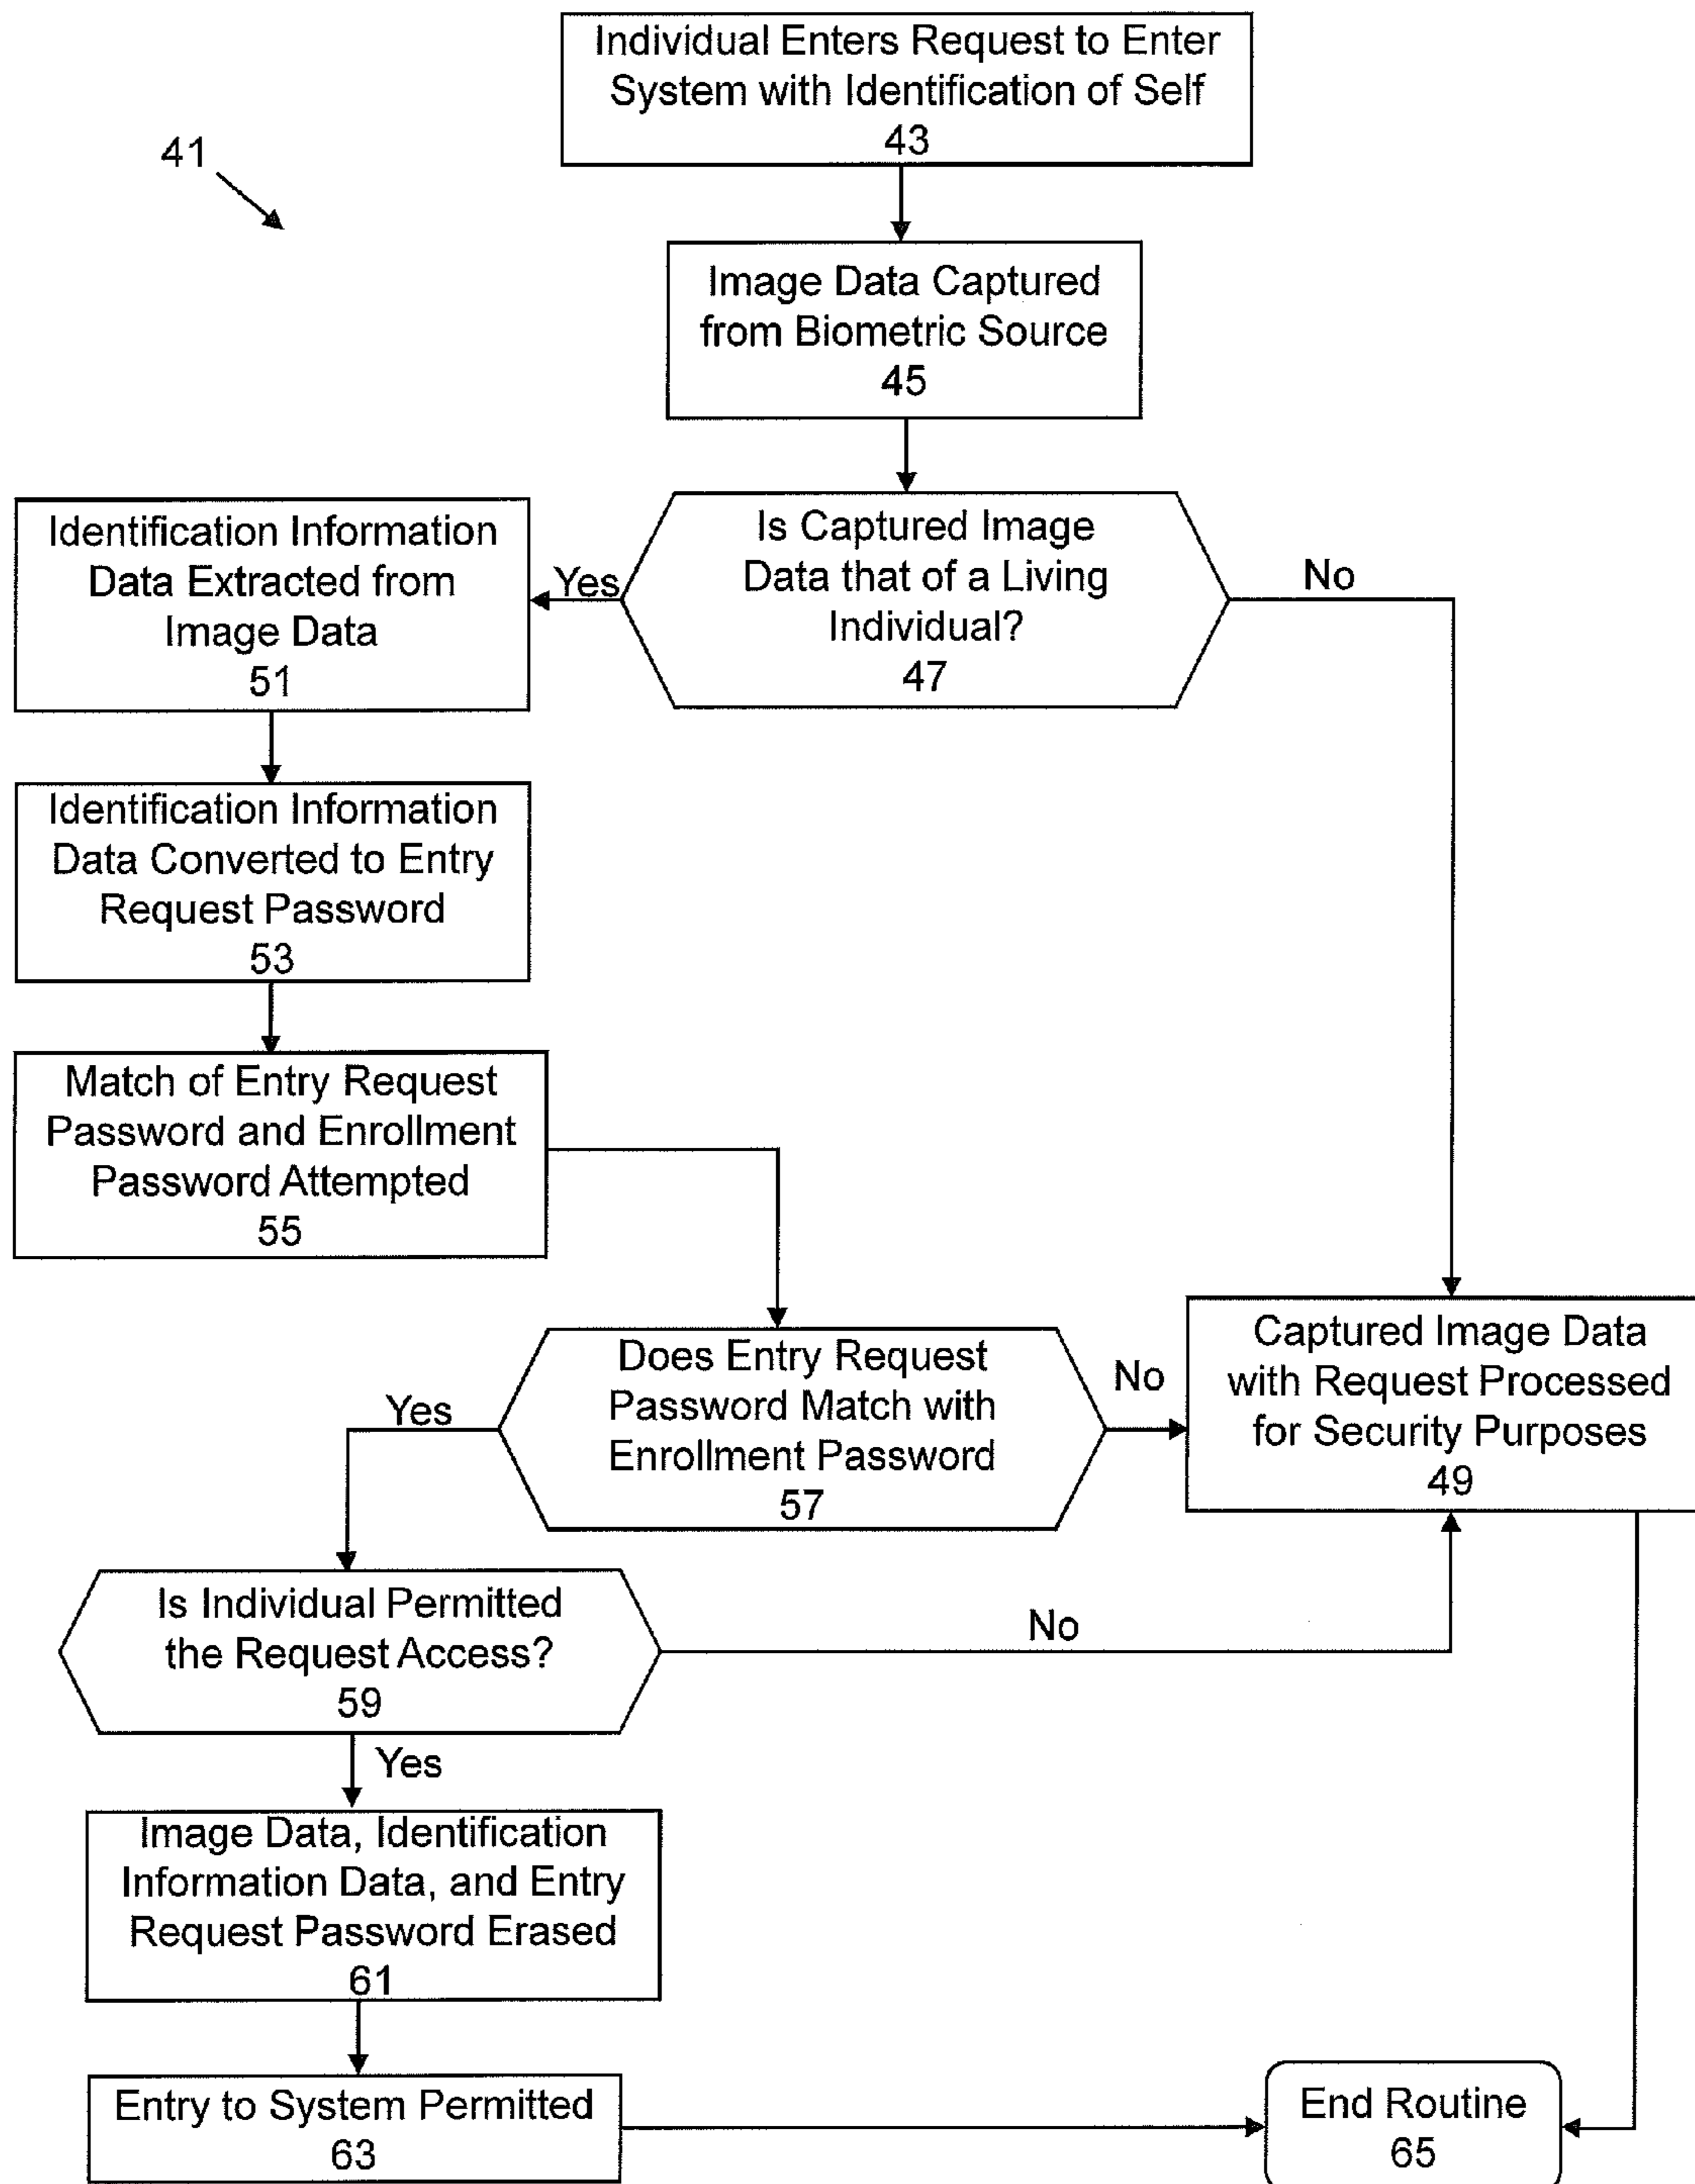 Individual Enters Request to Enter
System with Identification of Self
43
41
Image Data Captured
from Biometric Source
45
Is Captured Image
Data that of a Living
Individual?
47
Yes
No
Identification Information
Data Extracted from
Image Data
51
Identification Information
Data Converted to Entry
Request Password
53
Match of Entry Request
Password and Enrollment
Password Attempted
55
Does Entry Request
Password Match with
Enrollment Password
57
Yes
No
Captured Image Data
with Request Processed
for Security Purposes
49
Is Individual Permitted
the Request Access?
59
No
Yes
Image Data, Identification
Information Data, and Entry
Request Password Erased
61
Entry to System Permitted
63
End Routine
65